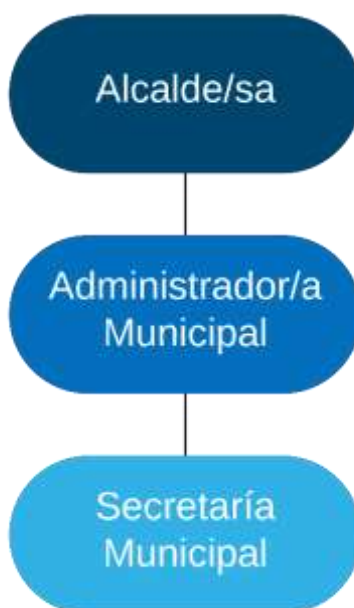 Alcalde/sa
Administrador/a
Municipal
Secretaría
Municipal